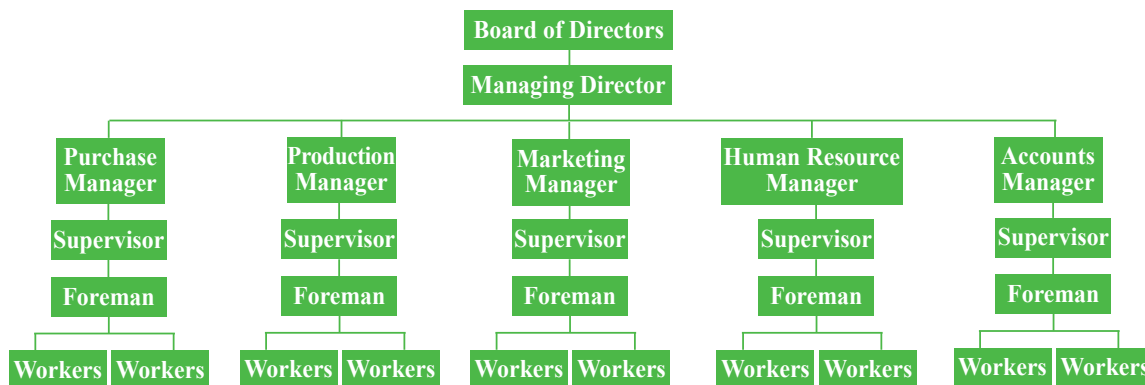 Board of Directors
Managing Director
Purchase
Manager
Production
Manager
Marketing
Manager
Human Resource
Manager
Accounts
Manager
Supervisor
Supervisor
Supervisor
Supervisor
Supervisor
Foreman
Foreman
Foreman
Foreman
Foreman
Workers
Workers
Workers
Workers
Workers
Workers
Workers
Workers
Workers
Workers